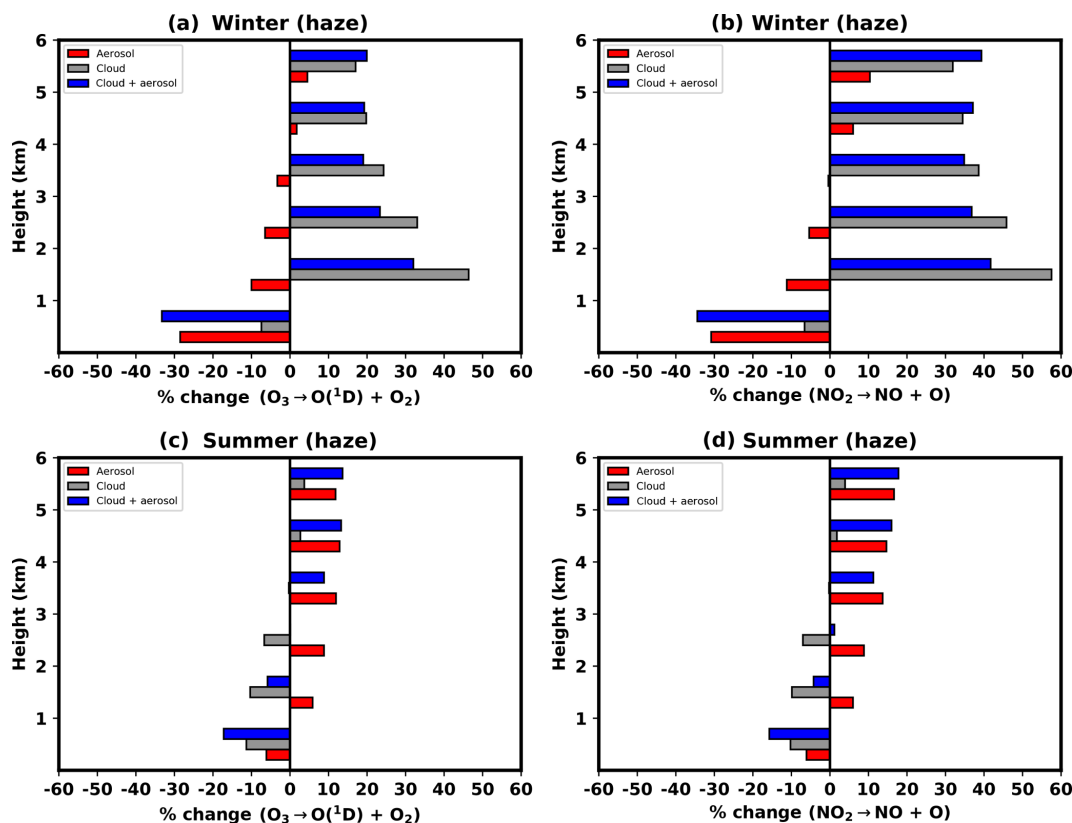 (a) Winter (haze)
6
5
4
3
2
1
Height (km)
Aerosol
Cloud
Cloud + aerosol
-60 -50 -40 -30 -20 -10 0 10 20 30 40 50 60
% change (O₃→O(¹D) + O₂)
(b) Winter (haze)
6
5
4
3
2
1
Height (km)
Aerosol
Cloud
Cloud + aerosol
-60 -50 -40 -30 -20 -10 0 10 20 30 40 50 60
% change (NO₂→NO + O)
(c) Summer (haze)
6
5
4
3
2
1
Height (km)
Aerosol
Cloud
Cloud + aerosol
-60 -50 -40 -30 -20 -10 0 10 20 30 40 50 60
% change (O₃→O(¹D) + O₂)
(d) Summer (haze)
6
5
4
3
2
1
Height (km)
Aerosol
Cloud
Cloud + aerosol
-60 -50 -40 -30 -20 -10 0 10 20 30 40 50 60
% change (NO₂→NO + O)